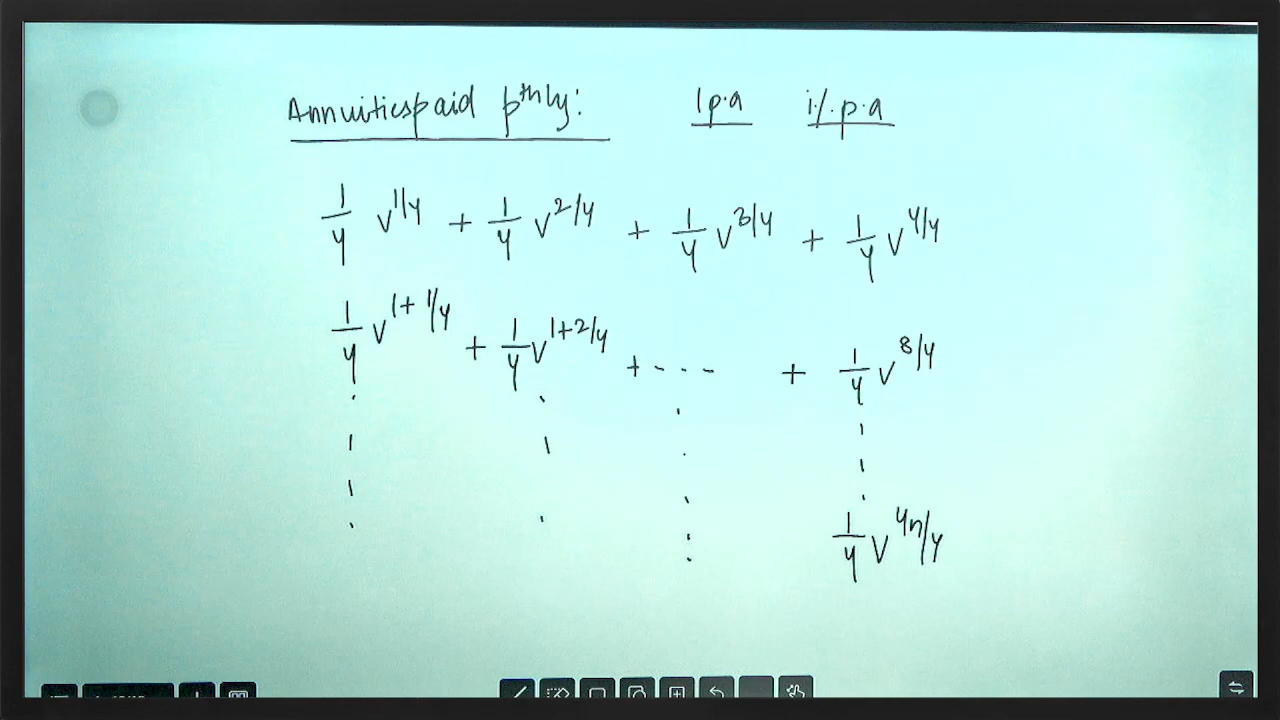 Annuities paid pthly: 1 p.a i% p.a
1/4 v^1/4 + 1/4 v^2/4 + 1/4 v^3/4 + 1/4 v^4/4
1/4 v^1+1/4 + 1/4 v^1+2/4 + .... + 1/4 v^8/4
1/4 v^4n/4